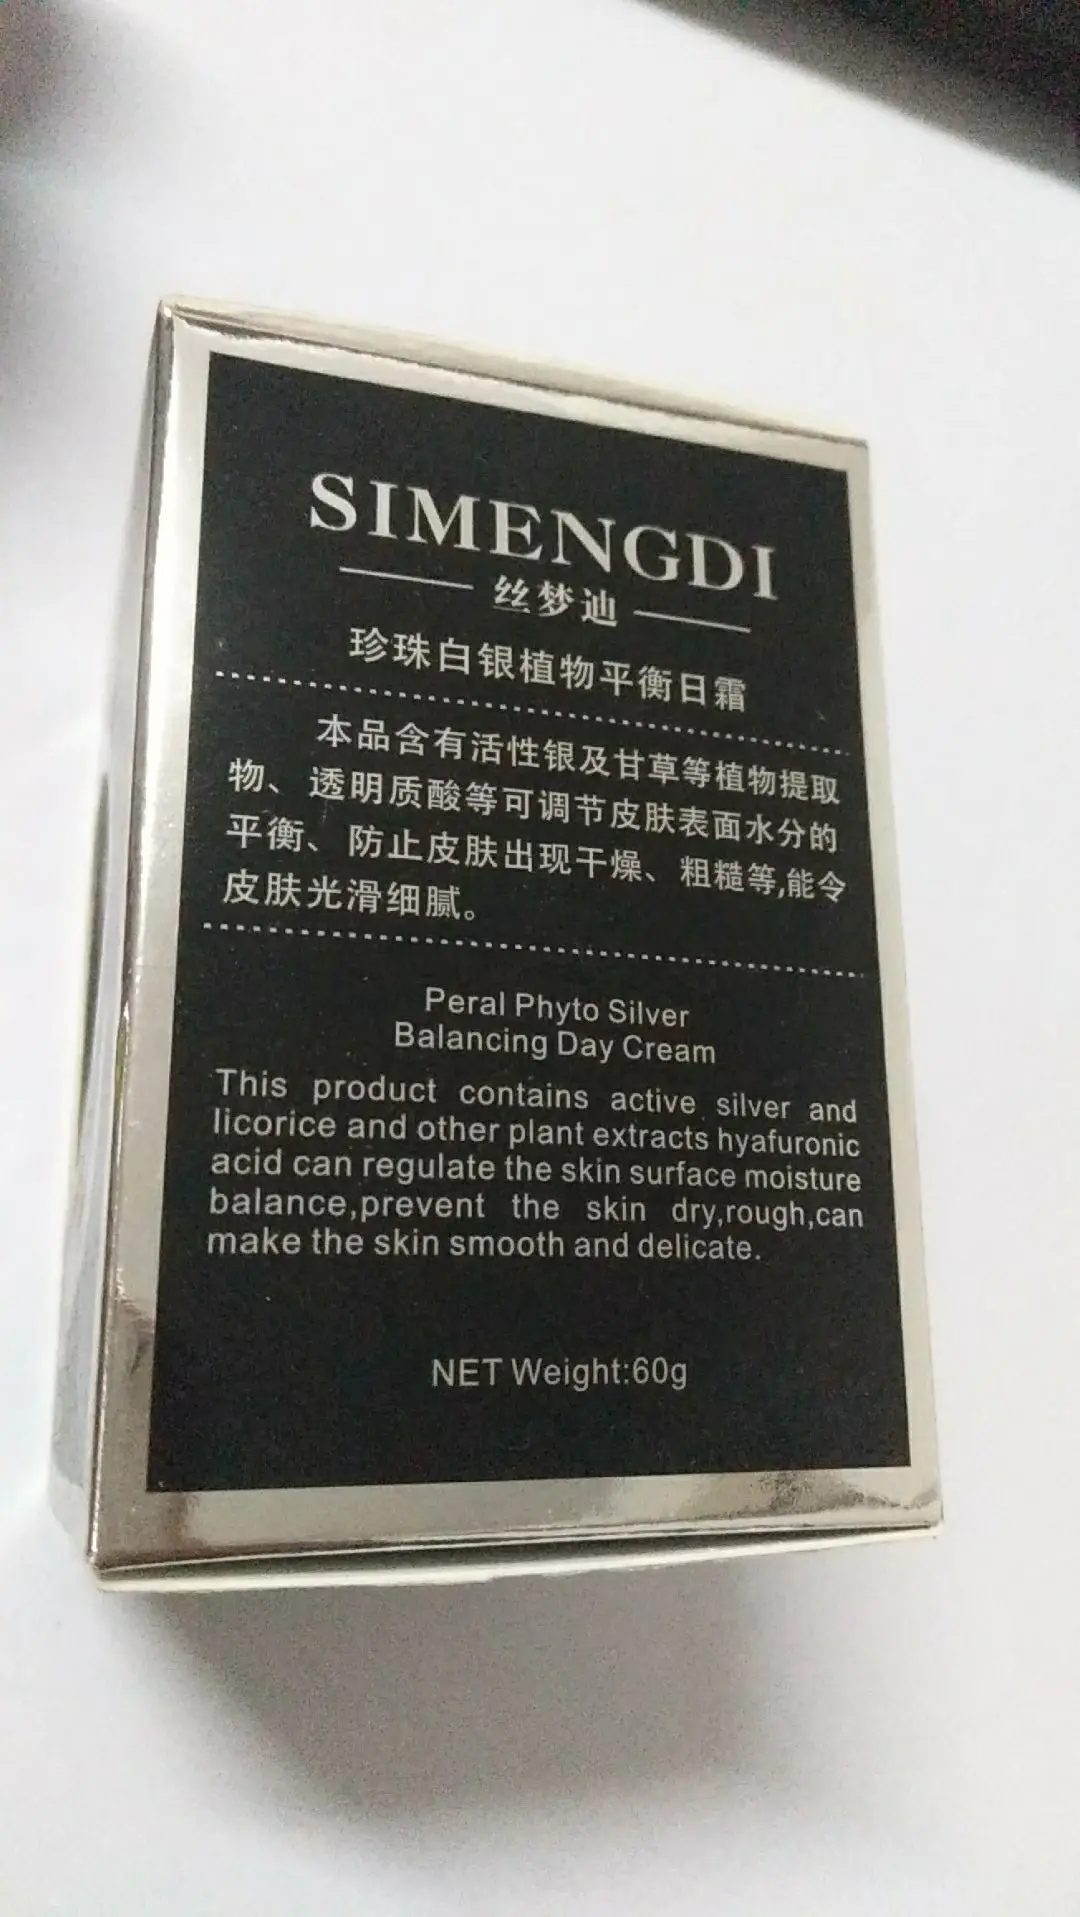 SIMENGDI
丝梦迪
珍珠白银植物平衡日霜
本品含有活性银及甘草等植物提取
物、透明质酸等可调节皮肤表面水分的
平衡、防止皮肤出现干燥、粗糙等,能令
皮肤光滑细腻。
Peral Phyto Silver
Balancing Day Cream
This product contains active silver and
licorice and other plant extracts hyafuronic
acid can regulate the skin surface moisture
balance,prevent the skin dry,rough,can
make the skin smooth and delicate.
NET Weight:60g